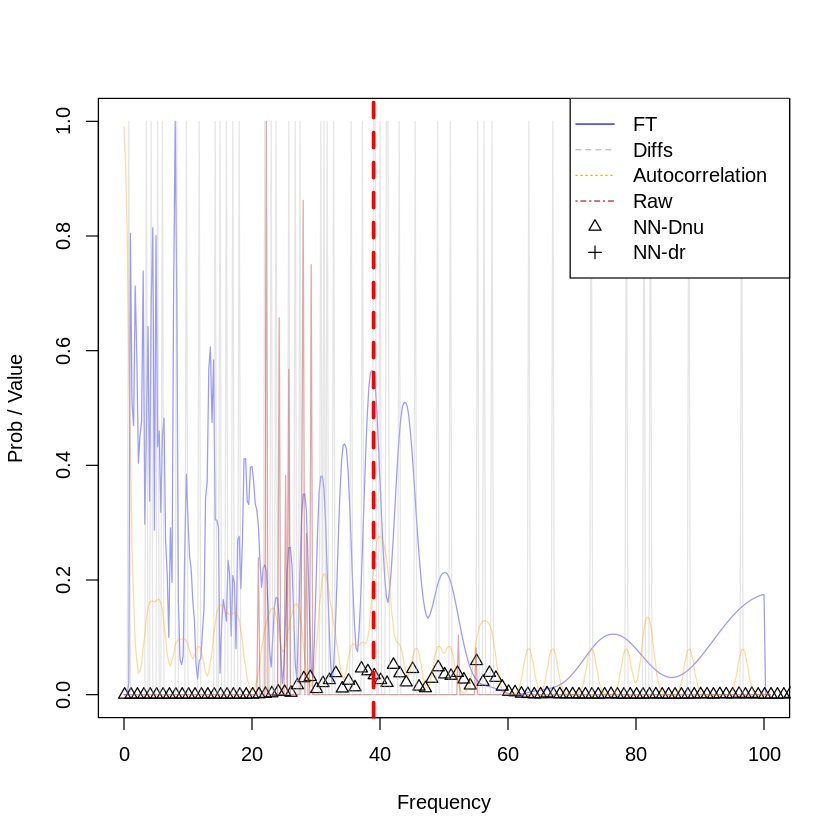 FT
Diffs
Autocorrelation
Raw
NN-Dnu
NN-dr
Prob / Value
1.0
0.8
0.6
0.4
0.2
0.0
0 20 40 60 80 100
Frequency